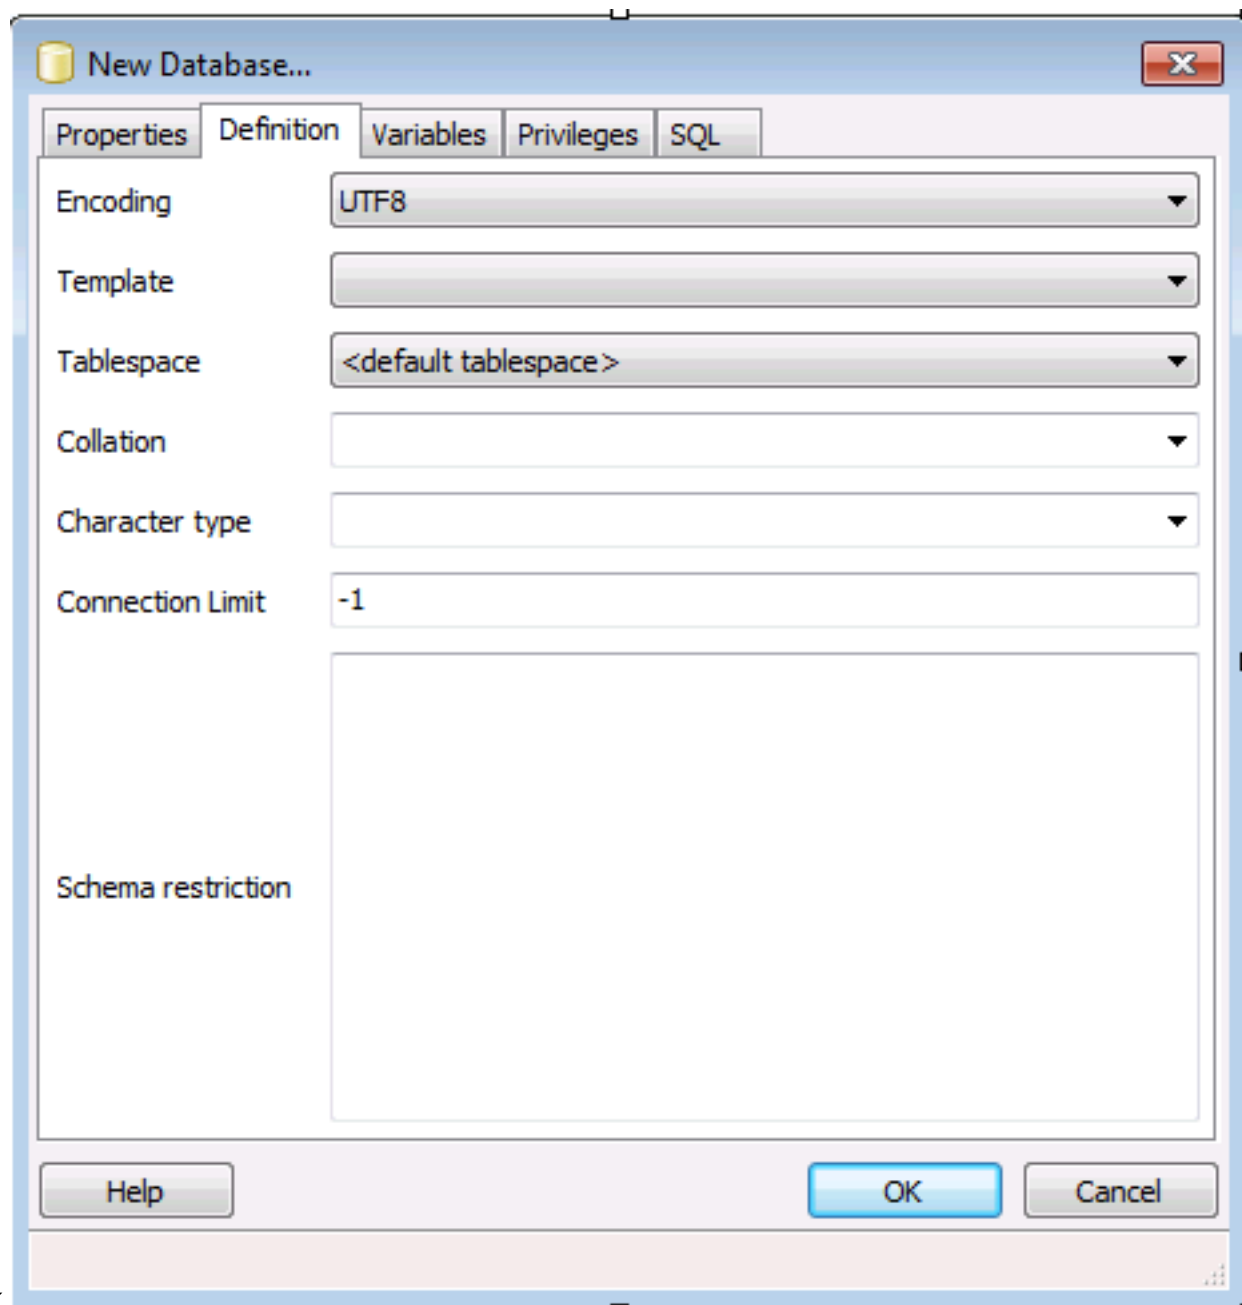 New Database...
Properties Definition Variables Privileges SQL
Encoding UTF8
Template
Tablespace <default tablespace>
Collation
Character type
Connection Limit -1
Schema restriction
Help OK Cancel